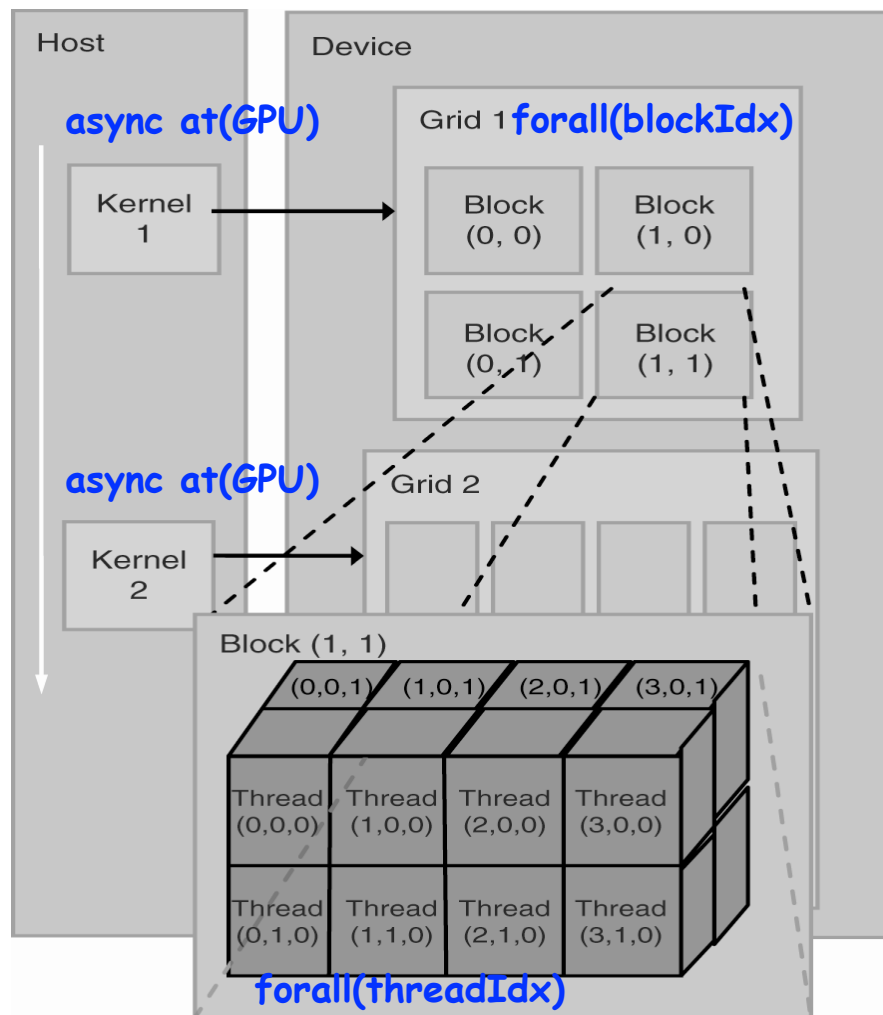 Host
Device
async at(GPU)
Grid 1 forall(blockIdx)
Kernel
1
Block
(0, 0)
Block
(1, 0)
Block
(0, 1)
Block
(1, 1)
async at(GPU)
Grid 2
Kernel
2
Block (1, 1)
(0,0,1) (1,0,1) (2,0,1) (3,0,1)
Thread
(0,0,0)
Thread
(1,0,0)
Thread
(2,0,0)
Thread
(3,0,0)
Thread
(0,1,0)
Thread
(1,1,0)
Thread
(2,1,0)
Thread
(3,1,0)
forall(threadIdx)